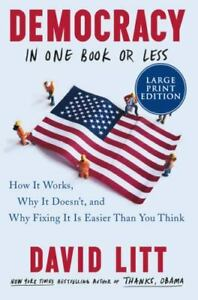 DEMOCRACY
IN ONE BOOK OR LESS
LARGE
PRINT
EDITION
How It Works,
Why It Doesn't, and
Why Fixing It Is Easier Than You Think
DAVID LITT
NEW YORK TIMES BESTSELLING AUTHOR OF THANKS, OBAMA